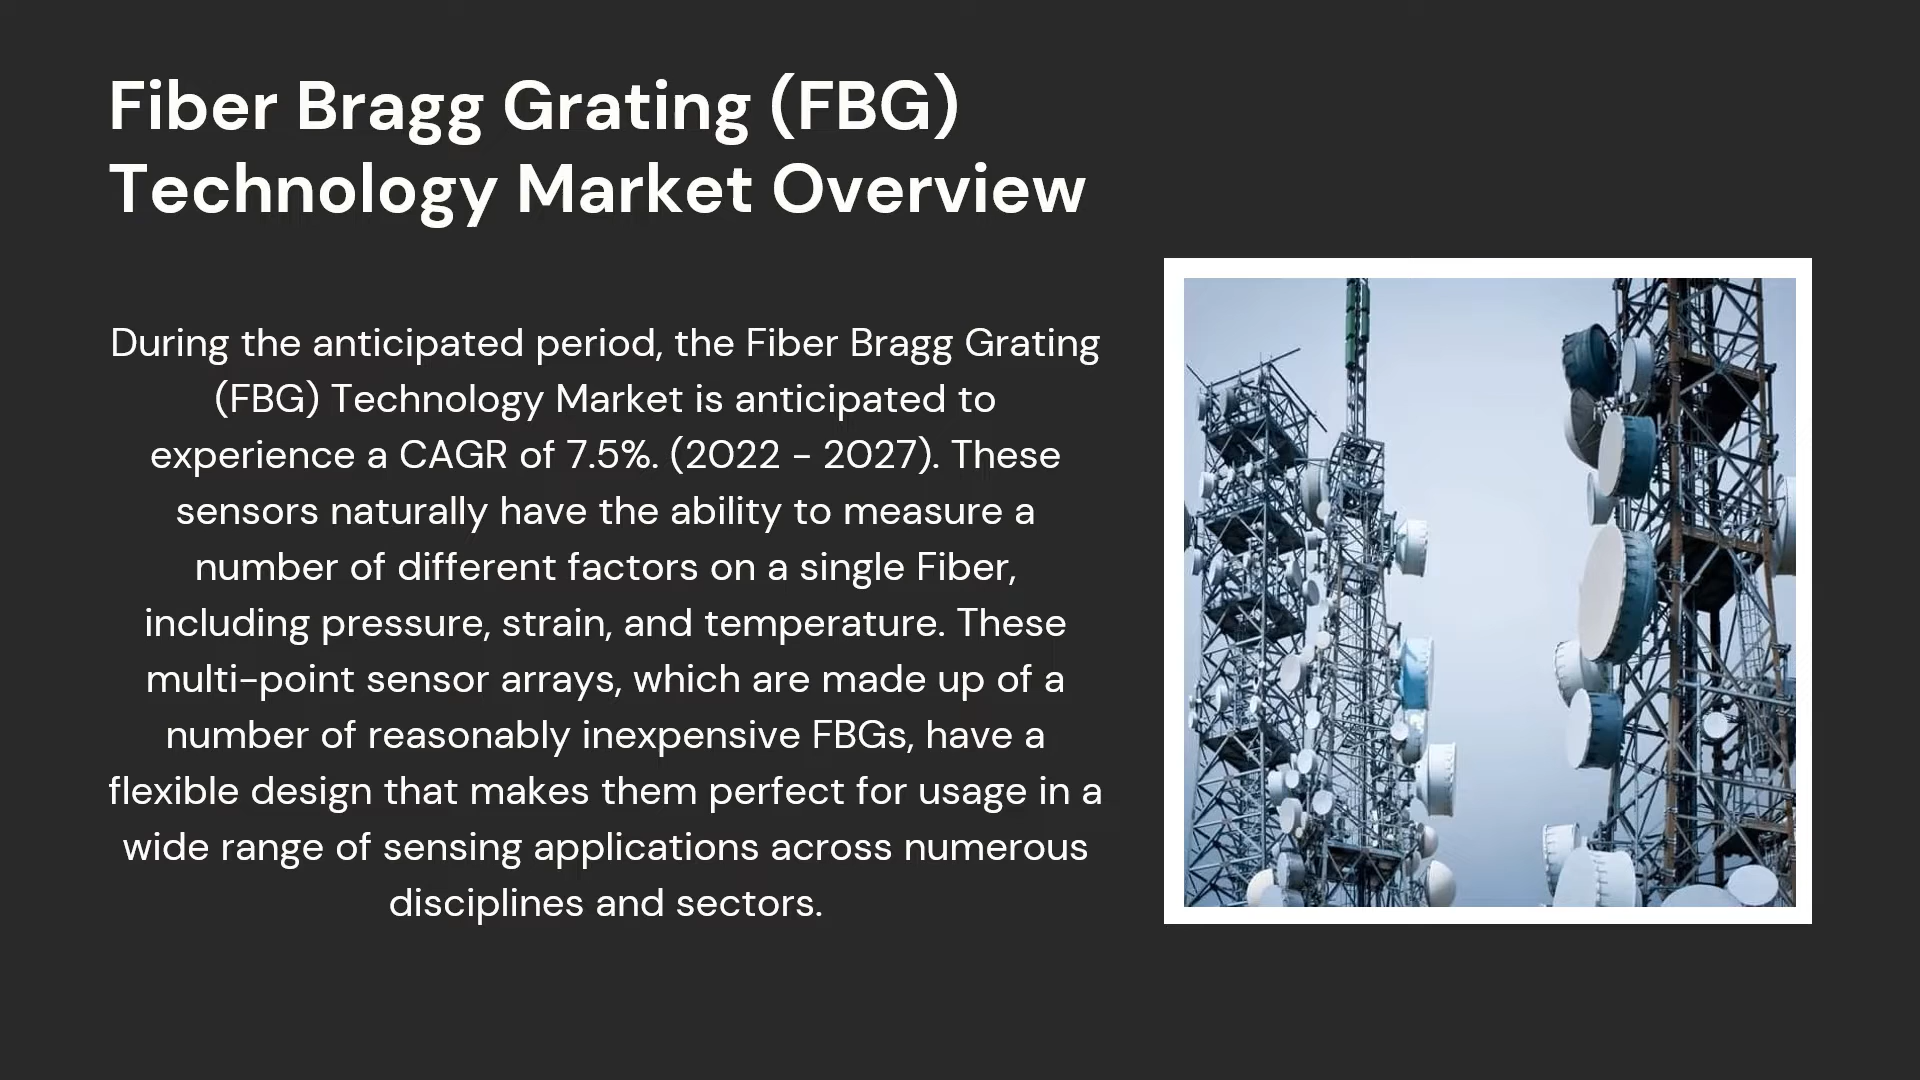 Fiber Bragg Grating (FBG)
Technology Market Overview
During the anticipated period, the Fiber Bragg Grating
(FBG) Technology Market is anticipated to
experience a CAGR of 7.5%. (2022 - 2027). These
sensors naturally have the ability to measure a
number of different factors on a single Fiber,
including pressure, strain, and temperature. These
multi-point sensor arrays, which are made up of a
number of reasonably inexpensive FBGs, have a
flexible design that makes them perfect for usage in a
wide range of sensing applications across numerous
disciplines and sectors.